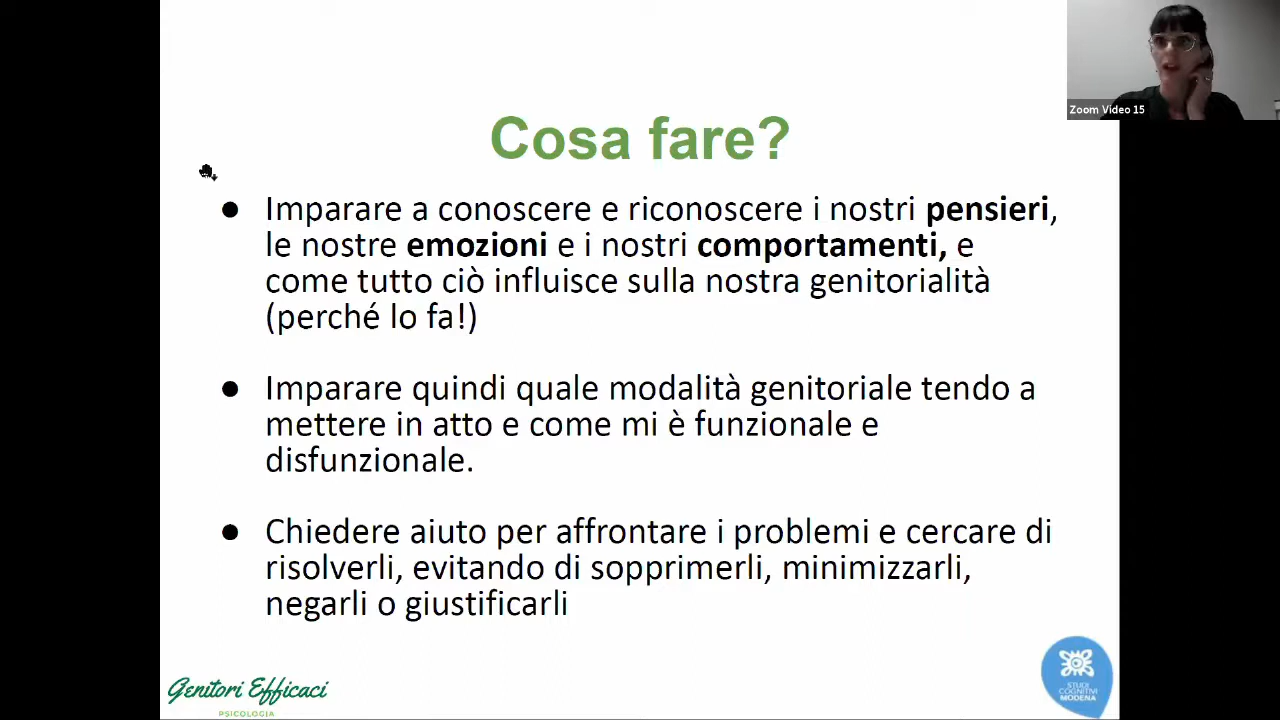 Zoom Video 15
Cosa fare?
● Imparare a conoscere e riconoscere i nostri pensieri,
le nostre emozioni e i nostri comportamenti, e
come tutto ciò influisce sulla nostra genitorialità
(perché lo fa!)
● Imparare quindi quale modalità genitoriale tendo a
mettere in atto e come mi è funzionale e
disfunzionale.
● Chiedere aiuto per affrontare i problemi e cercare di
risolverli, evitando di sopprimerli, minimizzarli,
negarli o giustificarli
Genitori Efficaci
PSICOLOGIA
STUDI
COGNITIVI
MODENA